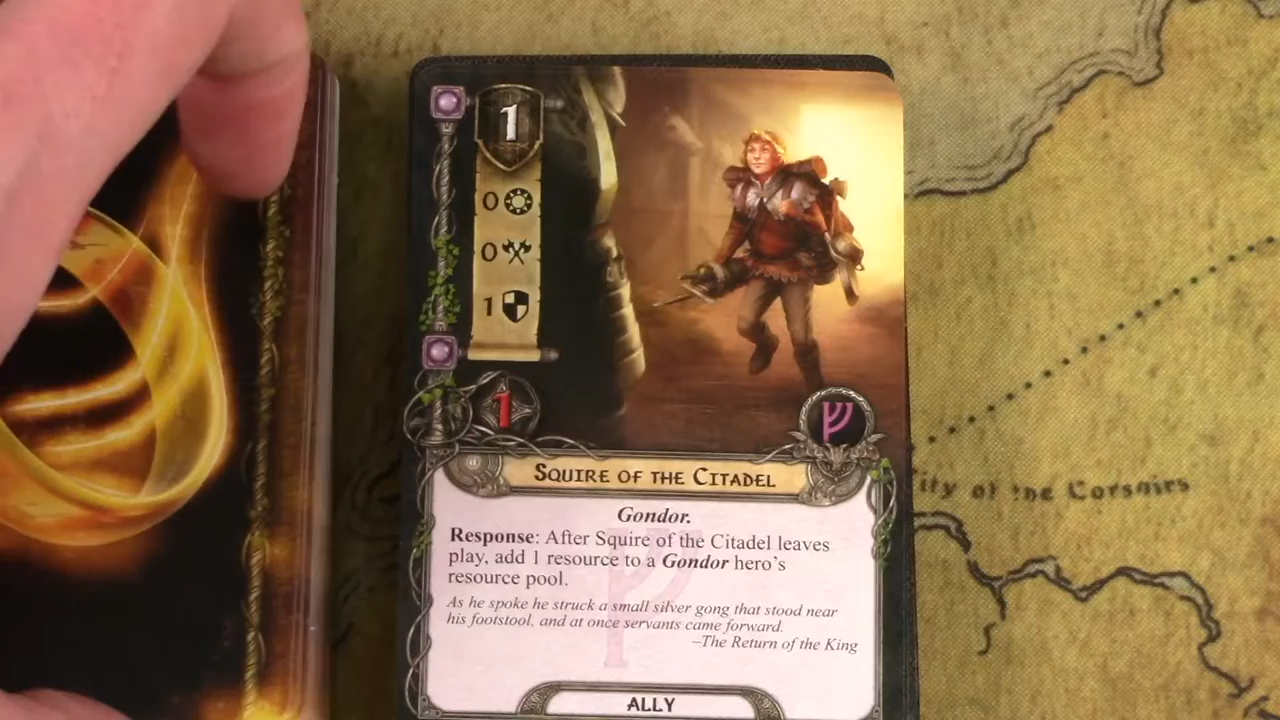 1
0
0
1
1
SQUIRE OF THE CITADEL
Gondor.
Response: After Squire of the Citadel leaves
play, add 1 resource to a Gondor hero's
resource pool.
As he spoke he struck a small silver gong that stood near
his footstool, and at once servants came forward.
–The Return of the King
ALLY
ity of the Corsairs